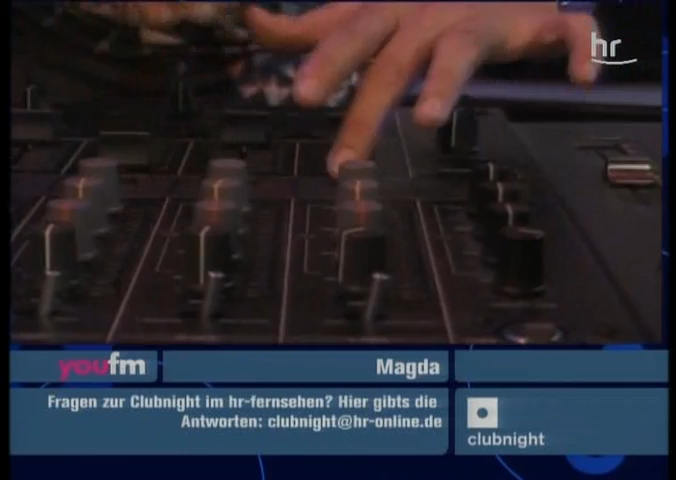 hr
youfm
Magda
Fragen zur Clubnight im hr-fernsehen? Hier gibts die
Antworten: clubnight@hr-online.de
clubnight